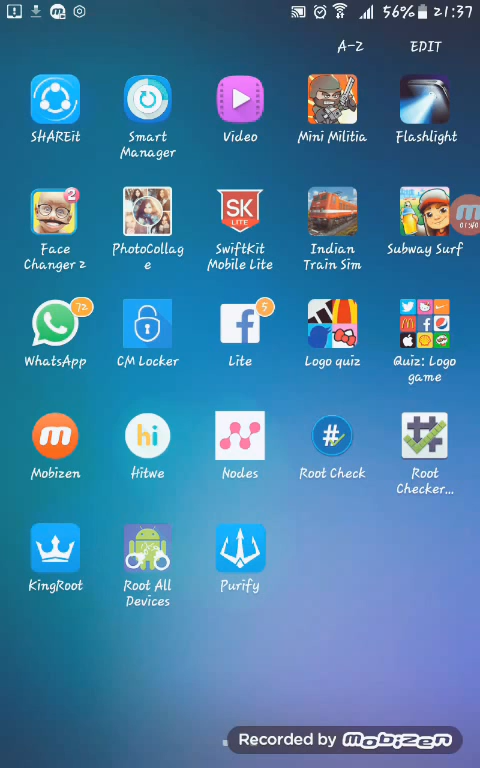 56% 21:37
A-Z EDIT
SHAREit
Smart
Manager
Video
Mini Militia
Flashlight
2
Face
Changer 2
PhotoCollag
e
SK
LITE
SwiftKit
Mobile Lite
Indian
Train Sim
Subway Surf
01:40
72
WhatsApp
CM Locker
5
Lite
Logo quiz
Quiz: Logo
game
Mobizen
hi
Hitwe
Nodes
#
Root Check
Root
Checker...
KingRoot
Root All
Devices
Purify
Recorded by mobizen